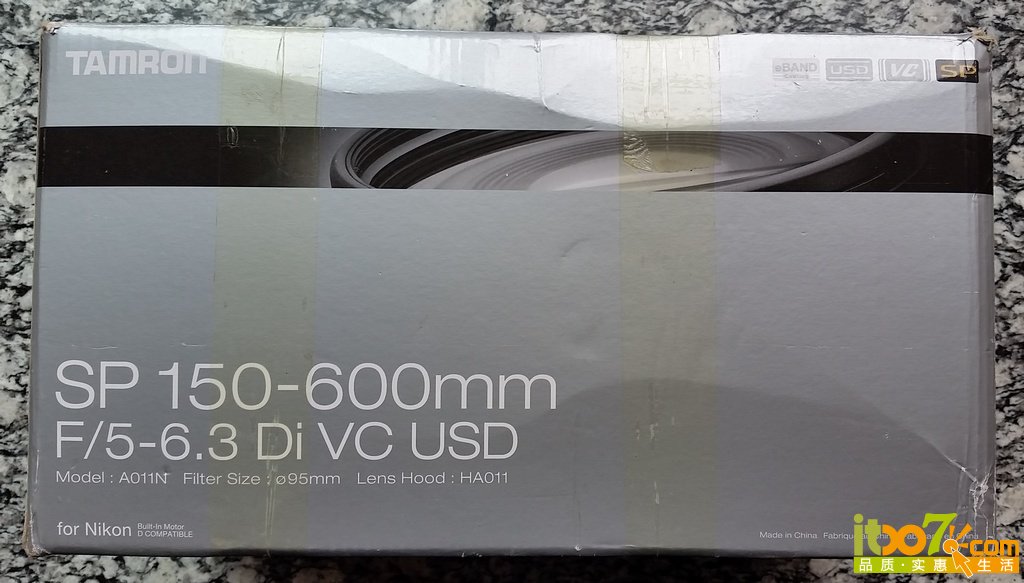 TAMRON
eBAND Coating USD VC SP
SP 150-600mm
F/5-6.3 Di VC USD
Model : A011N Filter Size : ø95mm Lens Hood : HA011
for Nikon Built-In Motor
D COMPATIBLE
Made in China.
itoo7.com
品质·实惠 生活